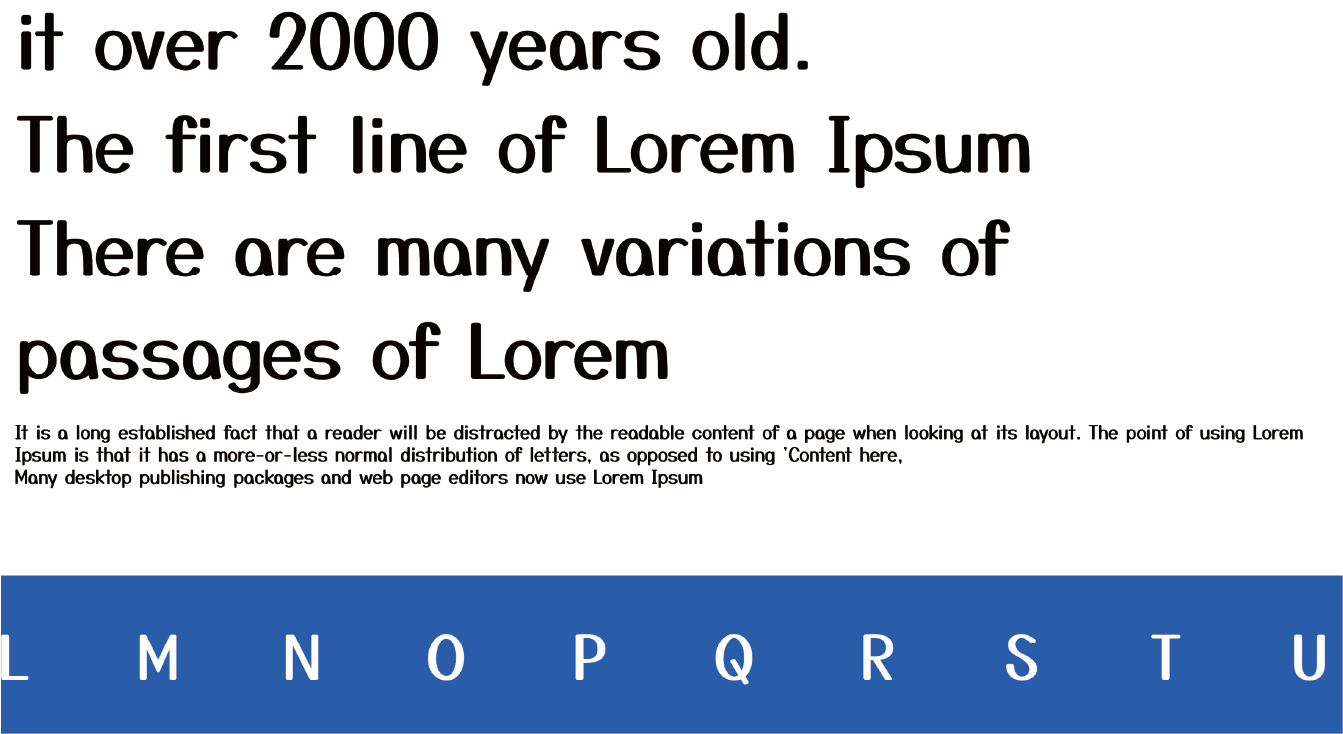 it over 2000 years old.
The first line of Lorem Ipsum
There are many variations of
passages of Lorem
It is a long established fact that a reader will be distracted by the readable content of a page when looking at its layout. The point of using Lorem
Ipsum is that it has a more-or-less normal distribution of letters, as opposed to using 'Content here,
Many desktop publishing packages and web page editors now use Lorem Ipsum
L M N O P Q R S T U